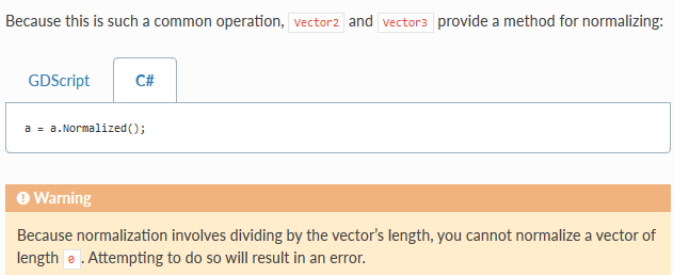 Because this is such a common operation, Vector2 and Vector3 provide a method for normalizing:
GDScript C#
a = a.Normalized();
Warning
Because normalization involves dividing by the vector's length, you cannot normalize a vector of
length 0 . Attempting to do so will result in an error.